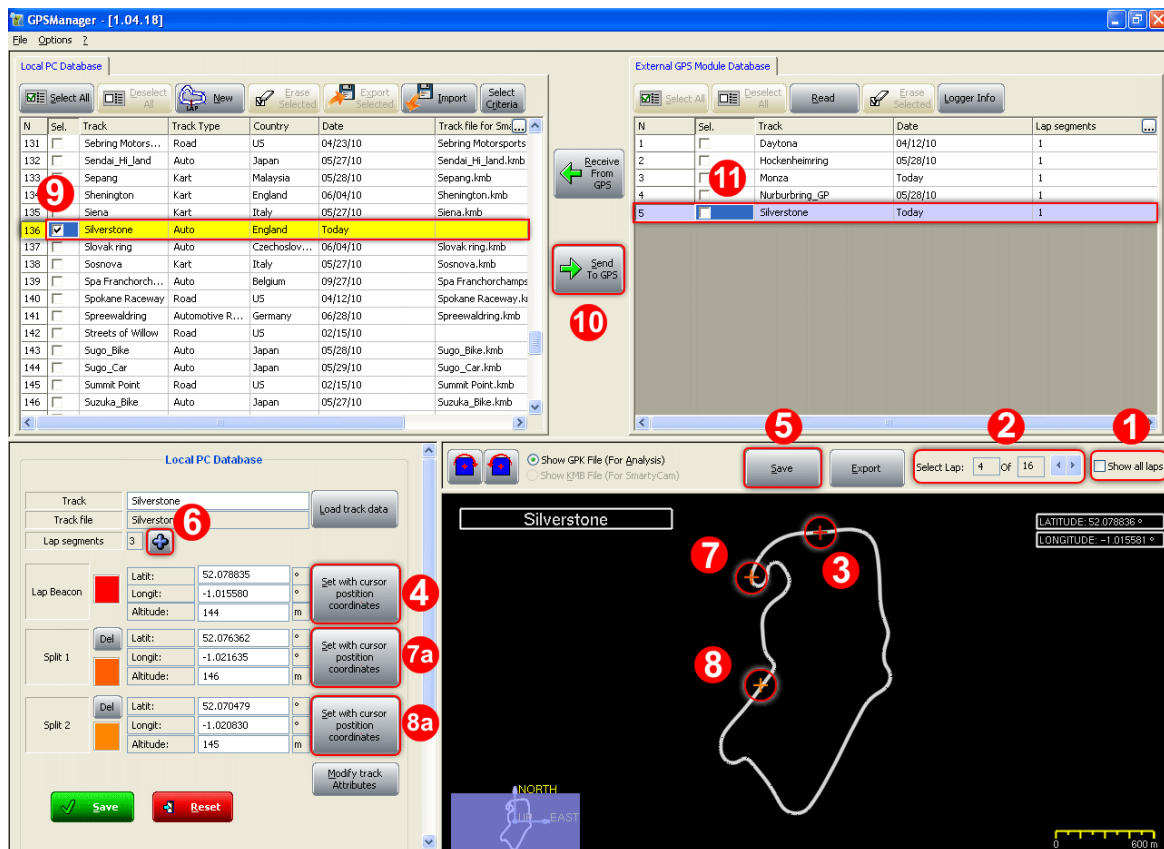 GPSManager - [1.04.18]
File Options ?
Local PC Database
Select All
Deselect All
New
LAP
Erase Selected
Export Selected
Import
Select Criteria
N Sel. Track Track Type Country Date Track file for Sma ...
131 Sebring Motors... Road US 04/23/10 Sebring Motorsports
132 Sendai_Hi_land Auto Japan 05/27/10 Sendai_Hi_land.kmb
133 Sepang Kart Malaysia 05/28/10 Sepang.kmb
134 Shenington Kart England 06/04/10 Shenington.kmb
135 Siena Kart Italy 05/27/10 Siena.kmb
136 Silverstone Auto England Today
137 Slovak ring Auto Czechoslov... 06/04/10 Slovak ring.kmb
138 Sosnova Kart Italy 05/27/10 Sosnova.kmb
139 Spa Franchorch... Auto Belgium 09/27/10 Spa Franchorchamps
140 Spokane Raceway Road US 04/12/10 Spokane Raceway.k
141 Spreewaldring Automotive R... Germany 06/28/10 Spreewaldring.kmb
142 Streets of Willow Road US 02/15/10
143 Sugo_Bike Auto Japan 05/28/10 Sugo_Bike.kmb
144 Sugo_Car Auto Japan 05/29/10 Sugo_Car.kmb
145 Summit Point Road US 02/15/10 Summit Point.kmb
146 Suzuka_Bike Auto Japan 05/27/10 Suzuka_Bike.kmb
9
Receive
From
GPS
Send
To GPS
10
External GPS Module Database
Select All
Deselect All
Read
Erase Selected
Logger Info
N Sel. Track Date Lap segments ...
1 Daytona 04/12/10 1
2 Hockenheimring 05/28/10 1
3 Monza Today 1
4 Nurburbring_GP 05/28/10 1
5 Silverstone Today 1
11
Local PC Database
Track Silverstone
Track file Silverston
Load track data
Lap segments 3
6
Lap Beacon
Latit: 52.078835 °
Longit: -1.015580 °
Altitude: 144 m
Set with cursor
postition
coordinates
4
Split 1
Del
Latit: 52.076362 °
Longit: -1.021635 °
Altitude: 146 m
Set with cursor
postition
coordinates
7a
Split 2
Del
Latit: 52.070479 °
Longit: -1.020830 °
Altitude: 145 m
Set with cursor
postition
coordinates
8a
Modify track
Attributes
Save
Reset
5
2
1
Show GPK File (For Analysis)
Show KMB File (For SmartyCam)
Save
Export
Select Lap: 4 Of 16
Show all laps
Silverstone
LATITUDE: 52.078836 °
LONGITUDE: -1.015581 °
7
3
8
NORTH
UP
EAST
0 600 m